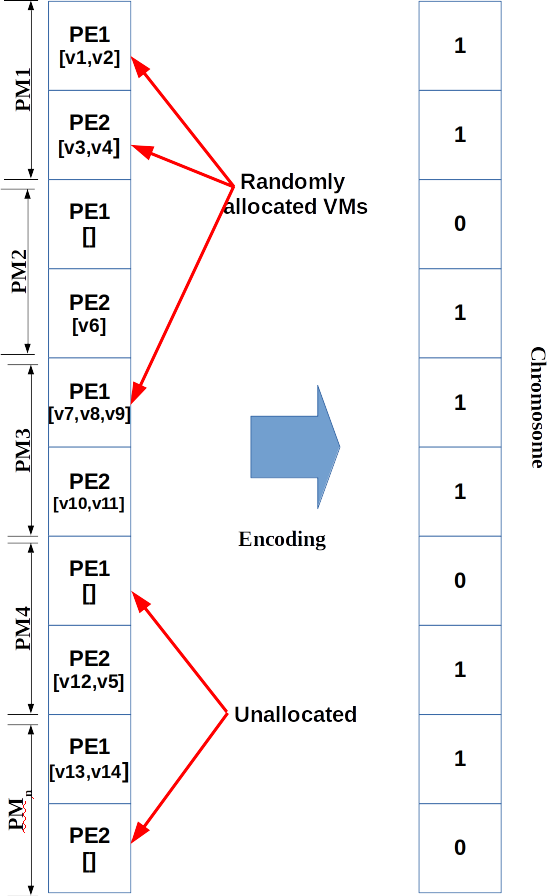 PM1
PE1
[v1,v2]
PE2
[v3,v4]
PM2
PE1
[]
PE2
[v6]
PM3
PE1
[v7,v8,v9]
PE2
[v10,v11]
PM4
PE1
[]
PE2
[v12,v5]
PMn
PE1
[v13,v14]
PE2
[]
Randomly
allocated VMs
Encoding
Unallocated
1
1
0
1
1
1
0
1
1
0
Chromosome